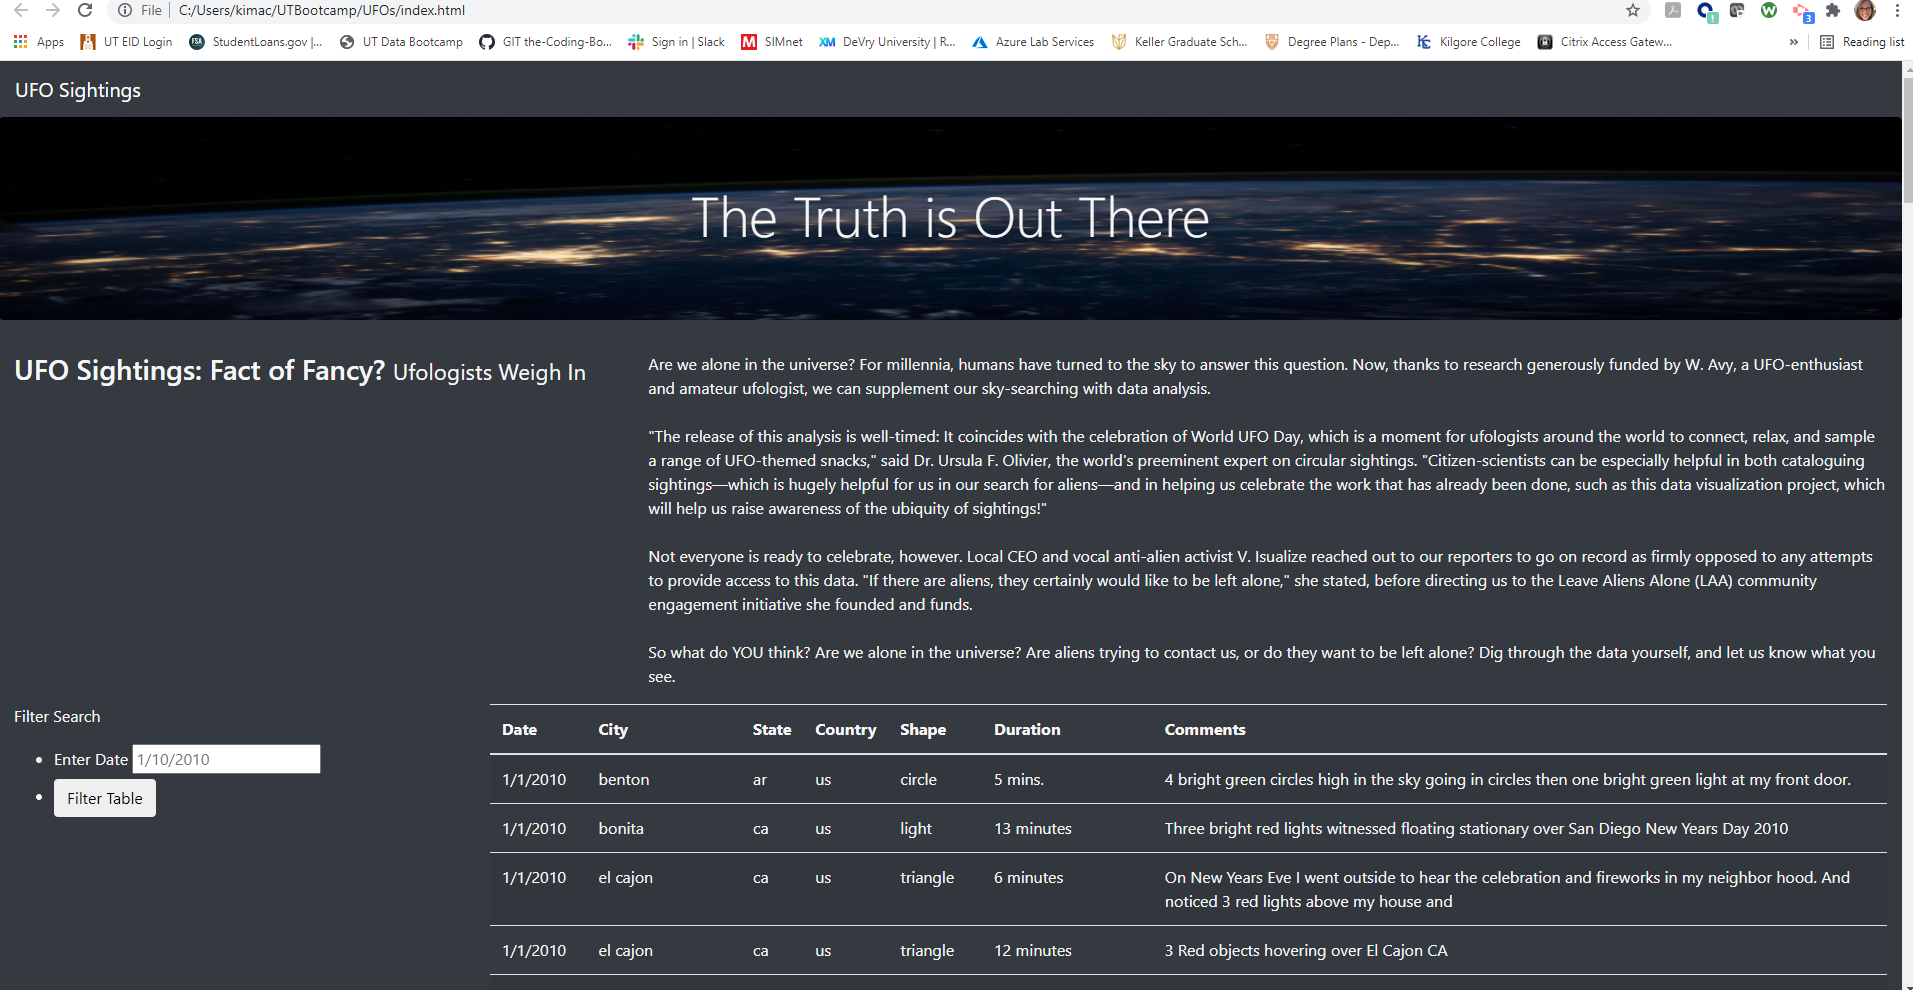 File C:/Users/kimac/UTBootcamp/UFOs/index.html
Apps UT EID Login StudentLoans.gov |... UT Data Bootcamp GIT the-Coding-Bo... Sign in | Slack SIMnet DeVry University | R... Azure Lab Services Keller Graduate Sch... Degree Plans - Dep... Kilgore College Citrix Access Gatew... » Reading list
UFO Sightings
The Truth is Out There
UFO Sightings: Fact of Fancy? Ufologists Weigh In
Are we alone in the universe? For millennia, humans have turned to the sky to answer this question. Now, thanks to research generously funded by W. Avy, a UFO-enthusiast
and amateur ufologist, we can supplement our sky-searching with data analysis.
"The release of this analysis is well-timed: It coincides with the celebration of World UFO Day, which is a moment for ufologists around the world to connect, relax, and sample
a range of UFO-themed snacks," said Dr. Ursula F. Olivier, the world's preeminent expert on circular sightings. "Citizen-scientists can be especially helpful in both cataloguing
sightings—which is hugely helpful for us in our search for aliens—and in helping us celebrate the work that has already been done, such as this data visualization project, which
will help us raise awareness of the ubiquity of sightings!"
Not everyone is ready to celebrate, however. Local CEO and vocal anti-alien activist V. Isualize reached out to our reporters to go on record as firmly opposed to any attempts
to provide access to this data. "If there are aliens, they certainly would like to be left alone," she stated, before directing us to the Leave Aliens Alone (LAA) community
engagement initiative she founded and funds.
So what do YOU think? Are we alone in the universe? Are aliens trying to contact us, or do they want to be left alone? Dig through the data yourself, and let us know what you
see.
Filter Search
Enter Date 1/10/2010
Filter Table
Date City State Country Shape Duration Comments
1/1/2010 benton ar us circle 5 mins. 4 bright green circles high in the sky going in circles then one bright green light at my front door.
1/1/2010 bonita ca us light 13 minutes Three bright red lights witnessed floating stationary over San Diego New Years Day 2010
1/1/2010 el cajon ca us triangle 6 minutes On New Years Eve I went outside to hear the celebration and fireworks in my neighbor hood. And
noticed 3 red lights above my house and
1/1/2010 el cajon ca us triangle 12 minutes 3 Red objects hovering over El Cajon CA